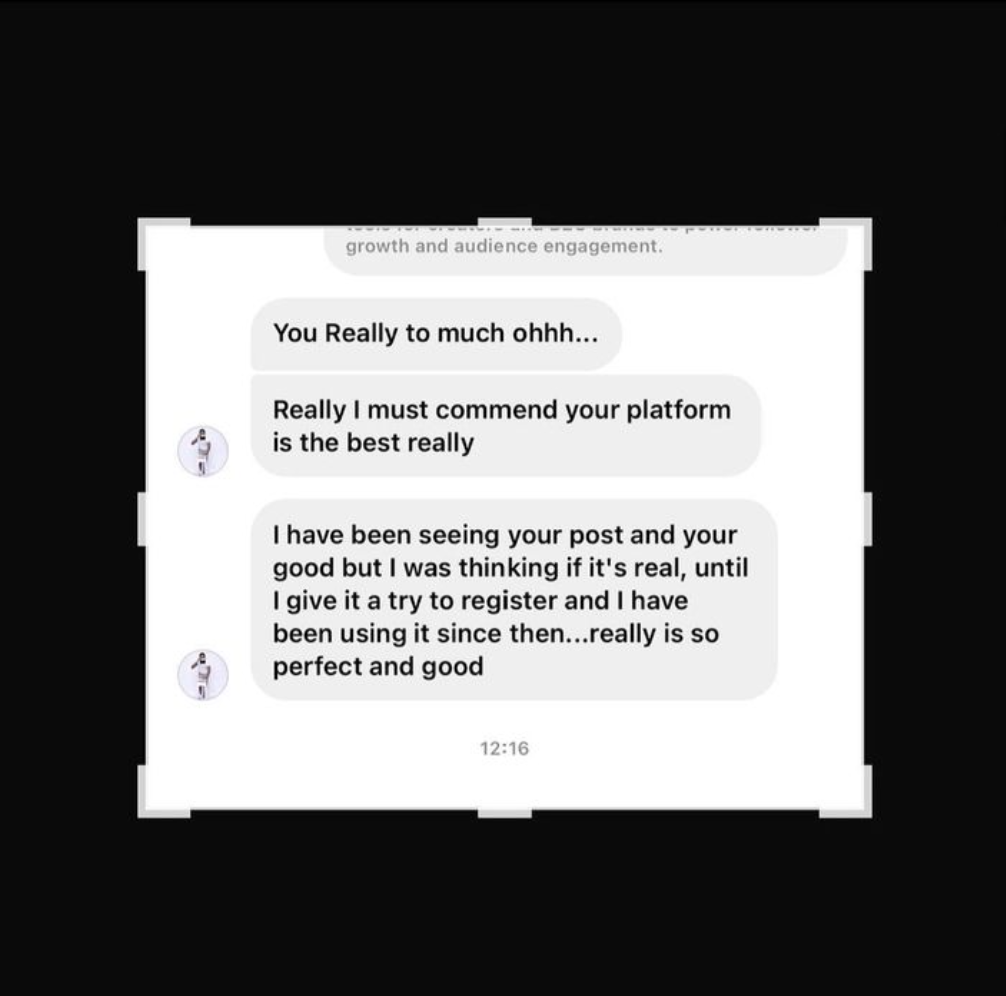 growth and audience engagement.
You Really to much ohhh...
Really I must commend your platform
is the best really
I have been seeing your post and your
good but I was thinking if it's real, until
I give it a try to register and I have
been using it since then...really is so
perfect and good
12:16